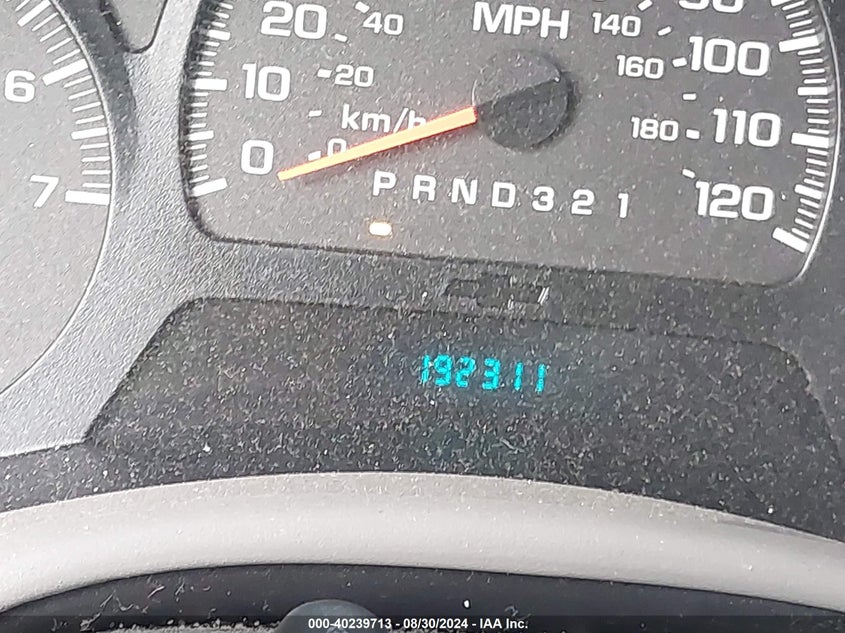 20 40 MPH 140 100
6 10 20 160
km/h 180 110
0 0
7 P R N D 3 2 1 120
192311
000-40239713 - 08/30/2024 - IAA Inc.